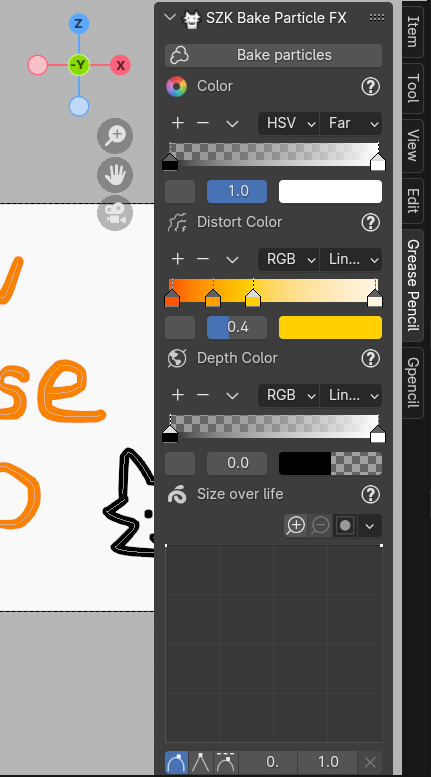 SZK Bake Particle FX
Bake particles
Color
HSV Far
1.0
Distort Color
RGB Lin...
0.4
Depth Color
RGB Lin...
0.0
Size over life
0. 1.0
Item
Tool
View
Edit
Grease Pencil
Gpencil
Z
-Y X
se